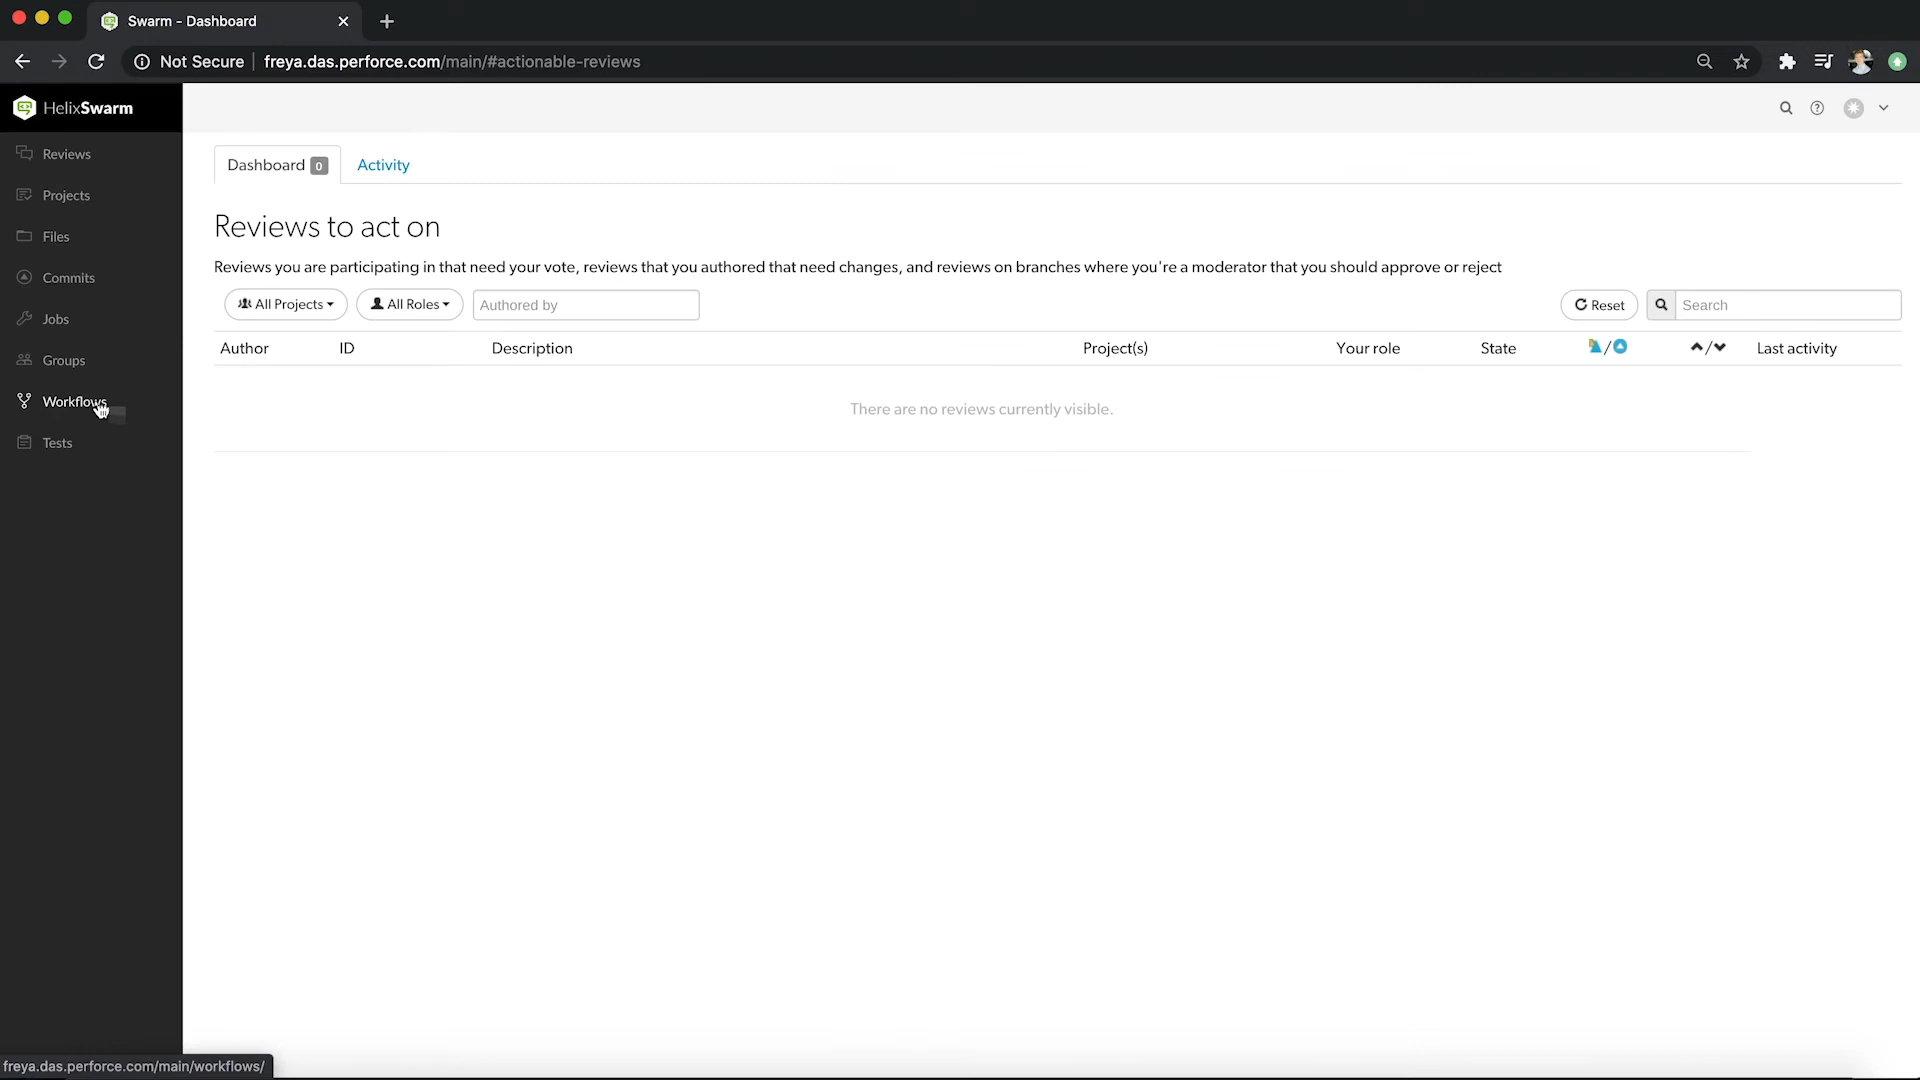 Swarm - Dashboard
Not Secure freya.das.perforce.com/main/#actionable-reviews
HelixSwarm
Reviews
Projects
Files
Commits
Jobs
Groups
Workflows
Tests
Dashboard 0 Activity
Reviews to act on
Reviews you are participating in that need your vote, reviews that you authored that need changes, and reviews on branches where you're a moderator that you should approve or reject
All Projects All Roles Authored by Reset Search
Author ID Description Project(s) Your role State / / Last activity
There are no reviews currently visible.
freya.das.perforce.com/main/workflows/